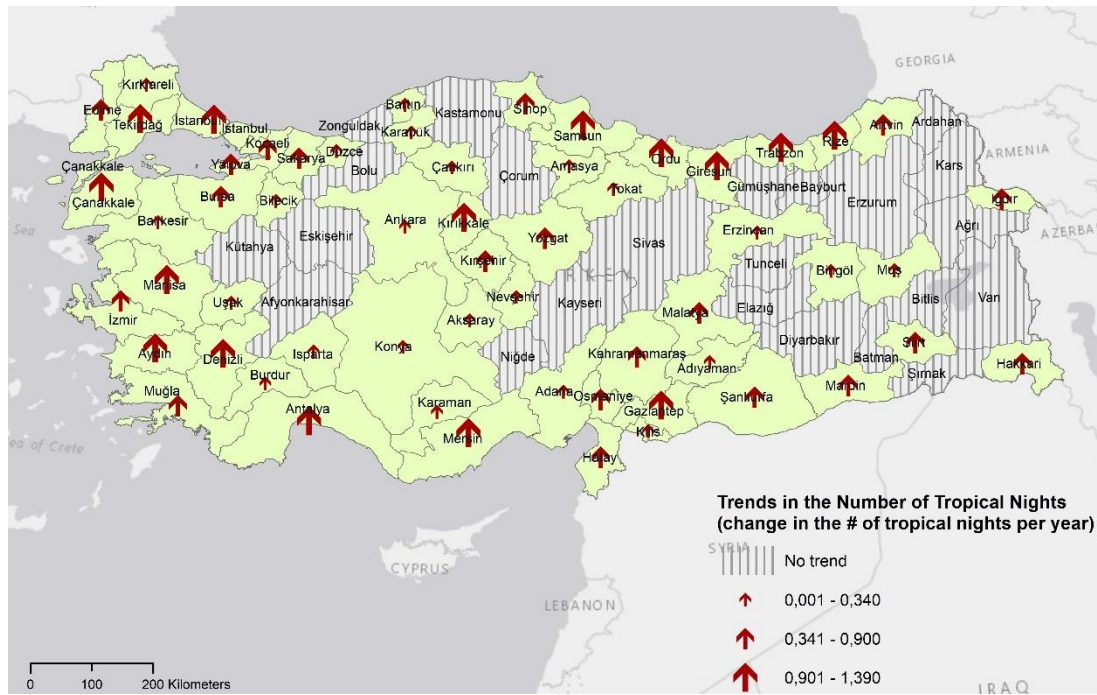 GEORGIA
Kırklareli
Edirne
Tekirdağ
İstanbul
İstanbul
Kocaeli
Yalova
Sakarya
Düzce
Zonguldak
Bartın
Karabük
Kastamonu
Sinop
Samsun
Ordu
Giresun
Trabzon
Rize
Artvin
Ardahan
Kars
ARMENIA
Çanakkale
Çanakkale
Bursa
Bilecik
Bolu
Çankırı
Çorum
Amasya
Tokat
Gümüşhane
Bayburt
Erzurum
Iğdır
Ağrı
AZERBA
Sea
Balıkesir
Kütahya
Eskişehir
Ankara
Kırıkkale
Yozgat
Sivas
Erzincan
Tunceli
Bingöl
Muş
Kırşehir
RKEY
Manisa
Uşak
Afyonkarahisar
Nevşehir
Kayseri
Malatya
Elazığ
Bitlis
Van
İzmir
Aksaray
Diyarbakır
Batman
Siirt
Aydın
Denizli
Isparta
Konya
Niğde
Kahramanmaraş
Adıyaman
Şırnak
Hakkari
Burdur
Muğla
Antalya
Karaman
Mersin
Adana
Osmaniye
Gaziantep
Şanlıurfa
Mardin
Kilis
Hatay
Sea of Crete
CYPRUS
LEBANON
SYRIA
IRAQ
Trends in the Number of Tropical Nights
(change in the # of tropical nights per year)
No trend
0,001 - 0,340
0,341 - 0,900
0,901 - 1,390
0 100 200 Kilometers